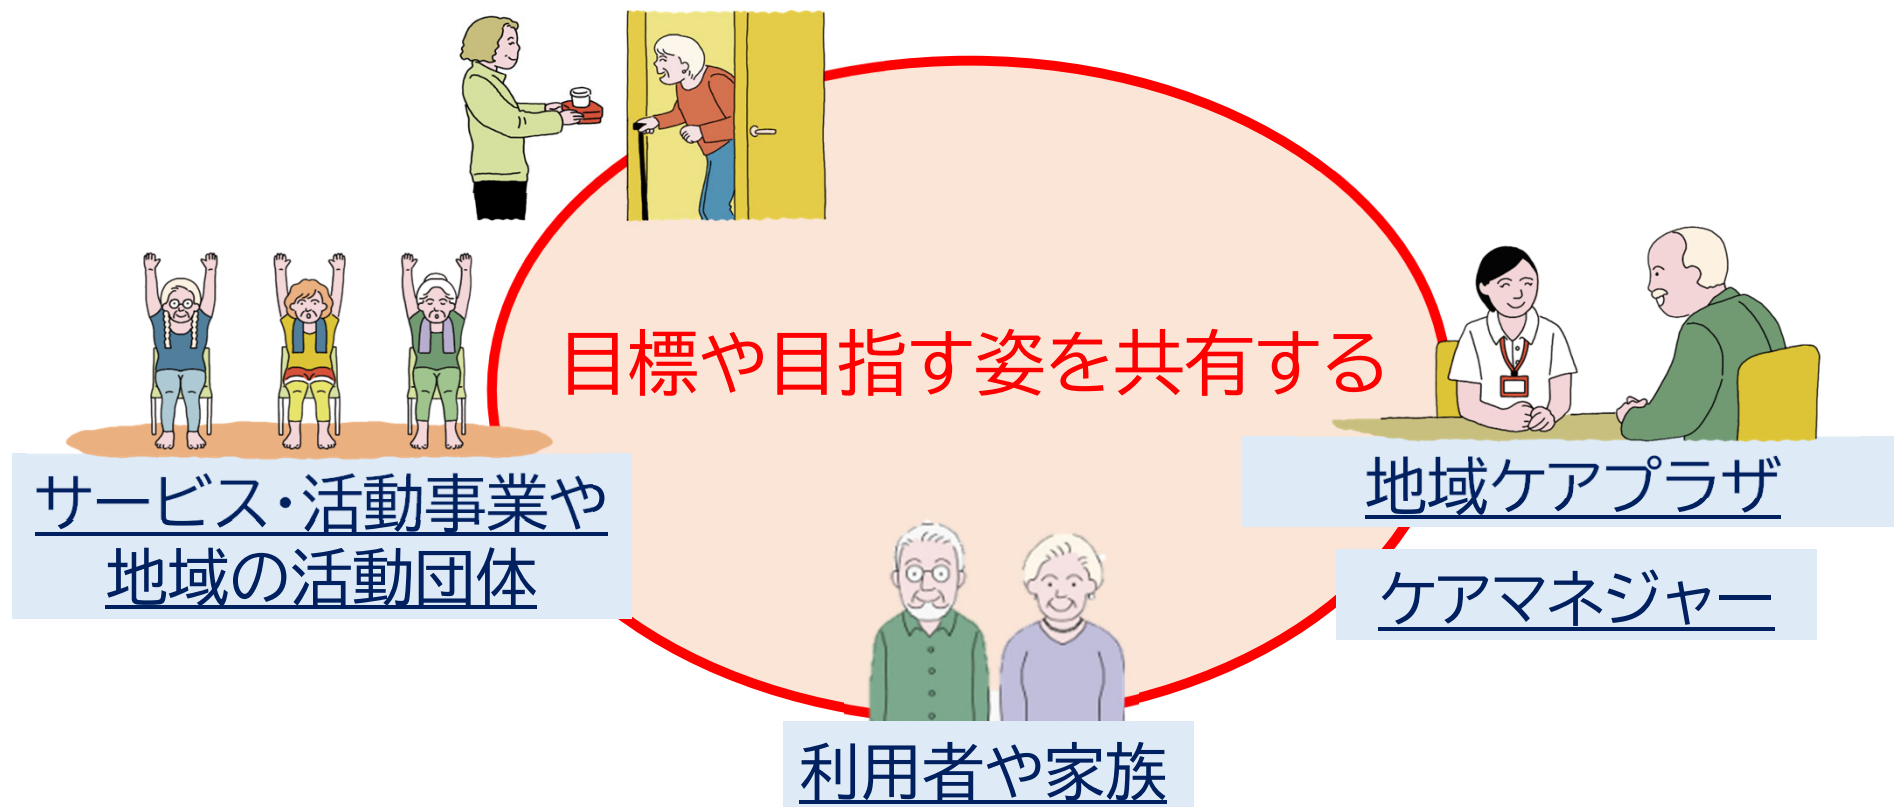 目標や目指す姿を共有する
サービス・活動事業や
地域の活動団体
地域ケアプラザ
ケアマネジャー
利用者や家族